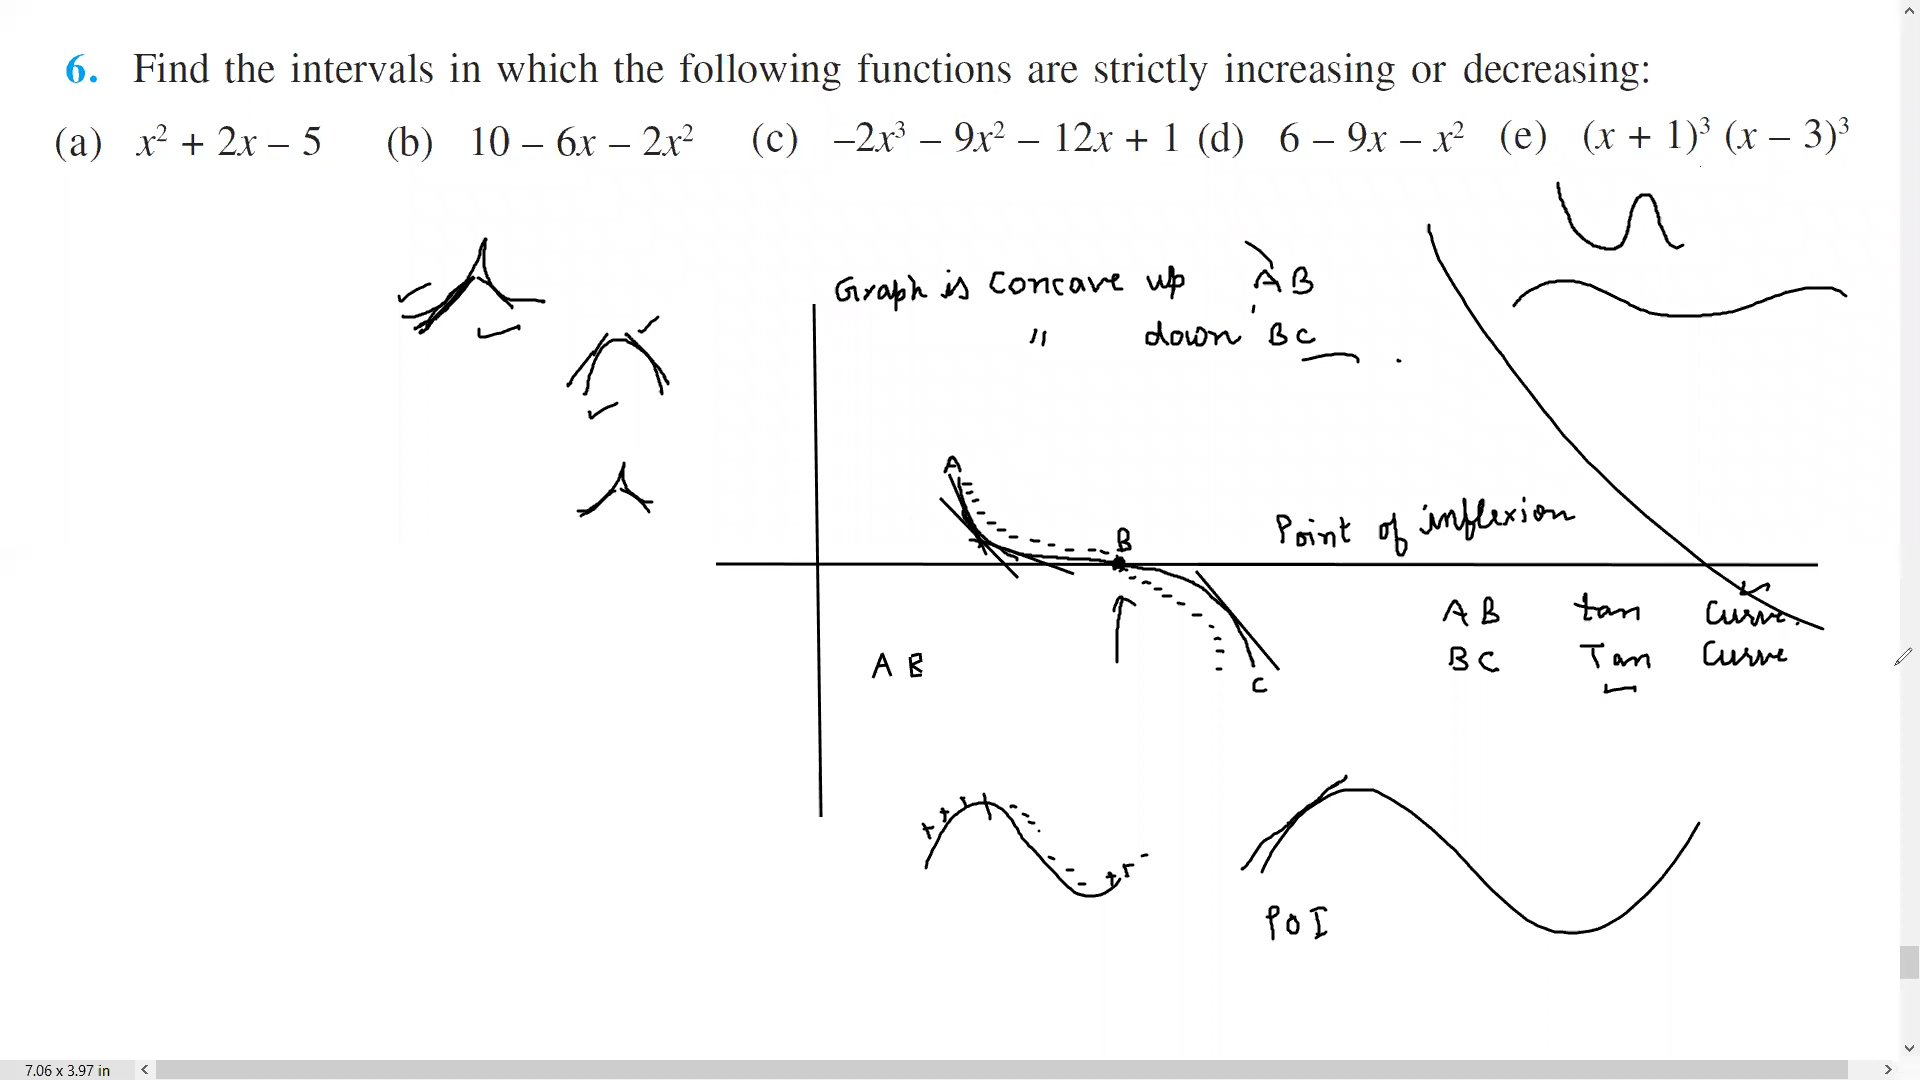 6. Find the intervals in which the following functions are strictly increasing or decreasing:
(a) x² + 2x – 5 (b) 10 – 6x – 2x² (c) –2x³ – 9x² – 12x + 1 (d) 6 – 9x – x² (e) (x + 1)³ (x – 3)³
Graph is Concave up AB
" down BC
A
B
Point of inflexion
AB tan Curve.
BC Tan Curve
AB
C
POI
7.06 x 3.97 in